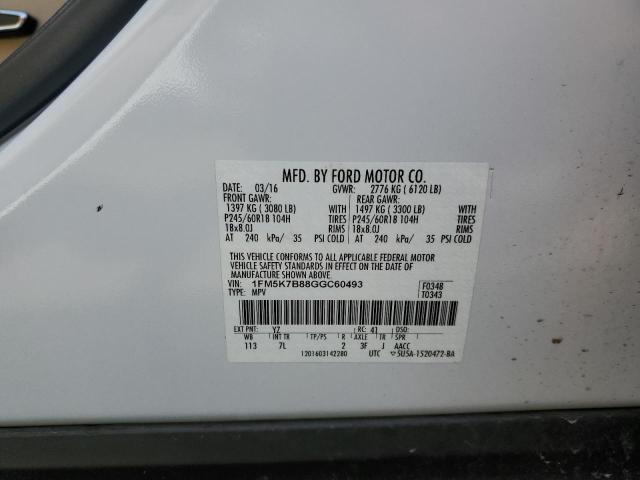 MFD. BY FORD MOTOR CO.
DATE: 03/16 GVWR: 2776 KG ( 6120 LB)
FRONT GAWR: REAR GAWR:
1397 KG ( 3080 LB) WITH 1497 KG ( 3300 LB) WITH
P245/60R18 104H TIRES P245/60R18 104H TIRES
18x8.0J RIMS 18x8.0J RIMS
AT 240 kPa/ 35 PSI COLD AT 240 kPa/ 35 PSI COLD
THIS VEHICLE CONFORMS TO ALL APPLICABLE FEDERAL MOTOR
VEHICLE SAFETY STANDARDS IN EFFECT ON THE DATE OF
MANUFACTURE SHOWN ABOVE.
VIN: 1FM5K7B88GGC60493 F0348
TYPE: MPV T0343
EXT PNT: YZ RC: 41 DSO:
WB INT TR TP/PS R AXLE TR SPR
113 7L 2 3F J AACC
1201603142280 UTC 5U5A-1520472-BA